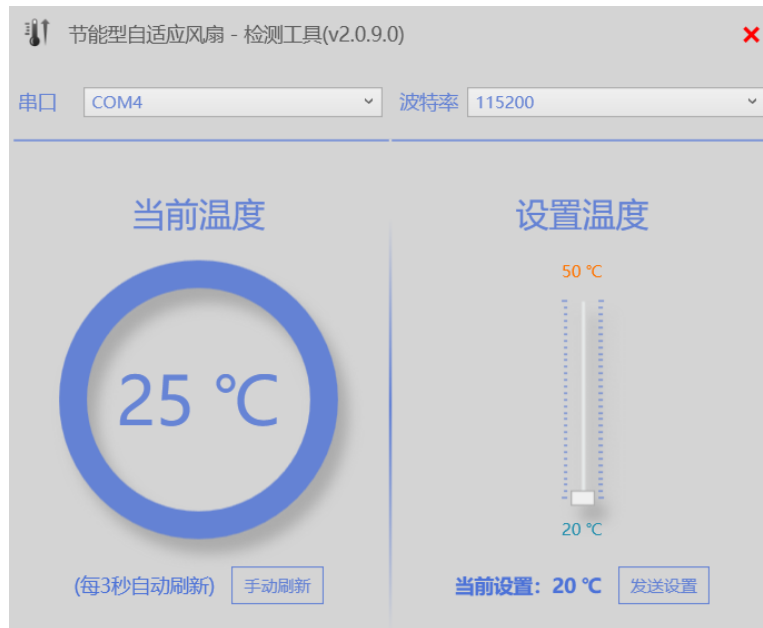 节能型自适应风扇 - 检测工具(v2.0.9.0)
串口 COM4 波特率 115200
当前温度
25 ℃
(每3秒自动刷新) 手动刷新
设置温度
50 ℃
20 ℃
当前设置：20 ℃ 发送设置